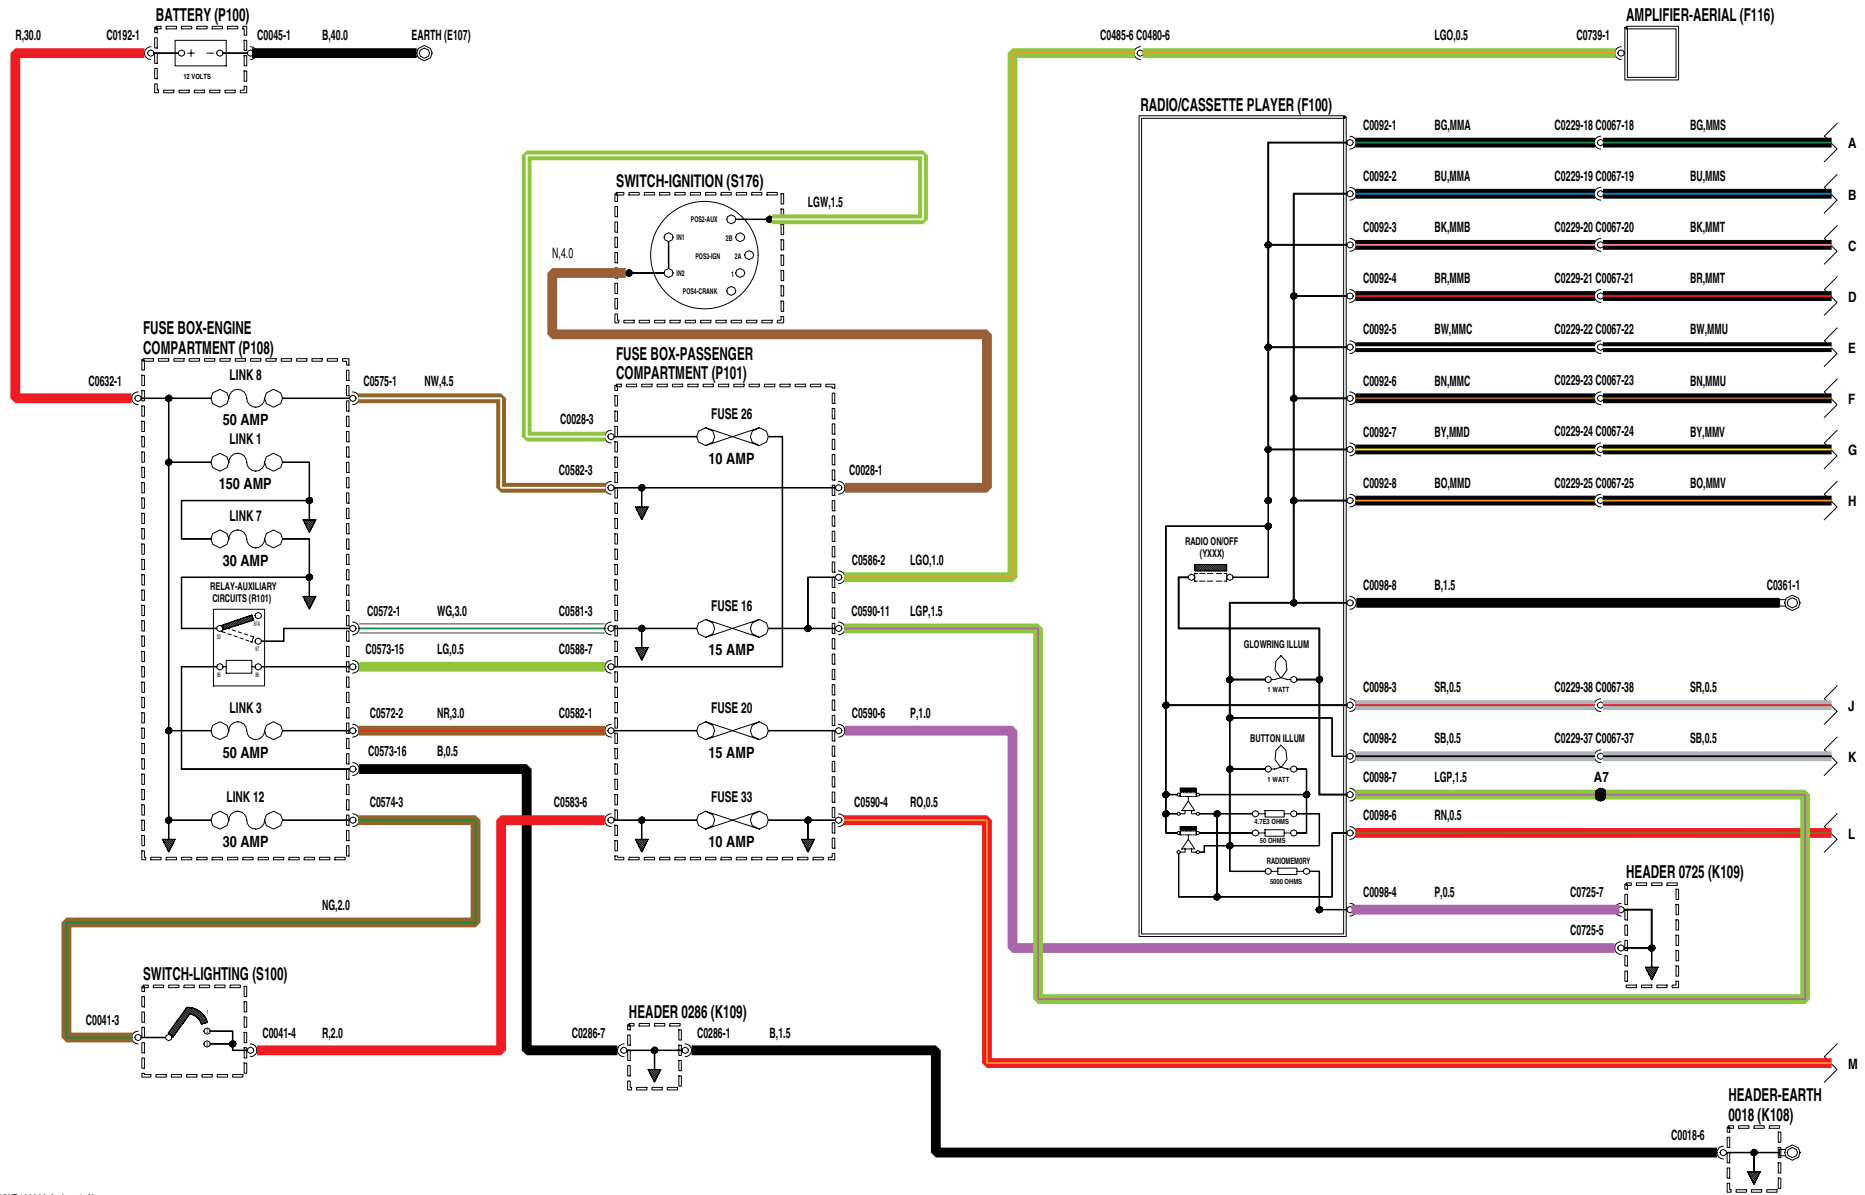 BATTERY (P100)
R,30.0
C0192-1
C0045-1
B,40.0
EARTH (E107)
12 VOLTS
C0485-6 C0480-6
LGO,0.5
C0739-1
AMPLIFIER-AERIAL (F116)
RADIO/CASSETTE PLAYER (F100)
C0092-1
BG,MMA
C0229-18 C0067-18
BG,MMS
A
C0092-2
BU,MMA
C0229-19 C0067-19
BU,MMS
B
C0092-3
BK,MMB
C0229-20 C0067-20
BK,MMT
C
C0092-4
BR,MMB
C0229-21 C0067-21
BR,MMT
D
C0092-5
BW,MMC
C0229-22 C0067-22
BW,MMU
E
C0092-6
BN,MMC
C0229-23 C0067-23
BN,MMU
F
C0092-7
BY,MMD
C0229-24 C0067-24
BY,MMV
G
C0092-8
BO,MMD
C0229-25 C0067-25
BO,MMV
H
SWITCH-IGNITION (S176)
LGW,1.5
POS2-AUX
IN1
2B
POS3-IGN
2A
IN2
1
POS4-CRANK
N,4.0
FUSE BOX-ENGINE
COMPARTMENT (P108)
C0632-1
LINK 8
50 AMP
C0575-1
NW,4.5
LINK 1
150 AMP
LINK 7
30 AMP
RELAY-AUXILIARY
CIRCUITS (R101)
30
87A
87
85
86
C0572-1
WG,3.0
C0581-3
C0573-15
LG,0.5
C0588-7
LINK 3
50 AMP
C0572-2
NR,3.0
C0582-1
C0573-16
B,0.5
LINK 12
30 AMP
C0574-3
C0583-6
FUSE BOX-PASSENGER
COMPARTMENT (P101)
C0028-3
FUSE 26
10 AMP
C0582-3
C0028-1
C0586-2
LGO,1.0
FUSE 16
15 AMP
C0590-11
LGP,1.5
FUSE 20
15 AMP
C0590-6
P,1.0
FUSE 33
10 AMP
C0590-4
RO,0.5
RADIO ON/OFF
(YXXX)
C0098-8
B,1.5
C0361-1
GLOWRING ILLUM
1 WATT
C0098-3
SR,0.5
C0229-38 C0067-38
SR,0.5
J
BUTTON ILLUM
1 WATT
C0098-2
SB,0.5
C0229-37 C0067-37
SB,0.5
K
C0098-7
LGP,1.5
A7
4.7E3 OHMS
50 OHMS
C0098-6
RN,0.5
L
RADIOMEMORY
5000 OHMS
C0098-4
P,0.5
C0725-7
HEADER 0725 (K109)
C0725-5
NG,2.0
SWITCH-LIGHTING (S100)
C0041-3
C0041-4
R,2.0
HEADER 0286 (K109)
C0286-7
C0286-1
B,1.5
M
HEADER-EARTH
0018 (K108)
C0018-6